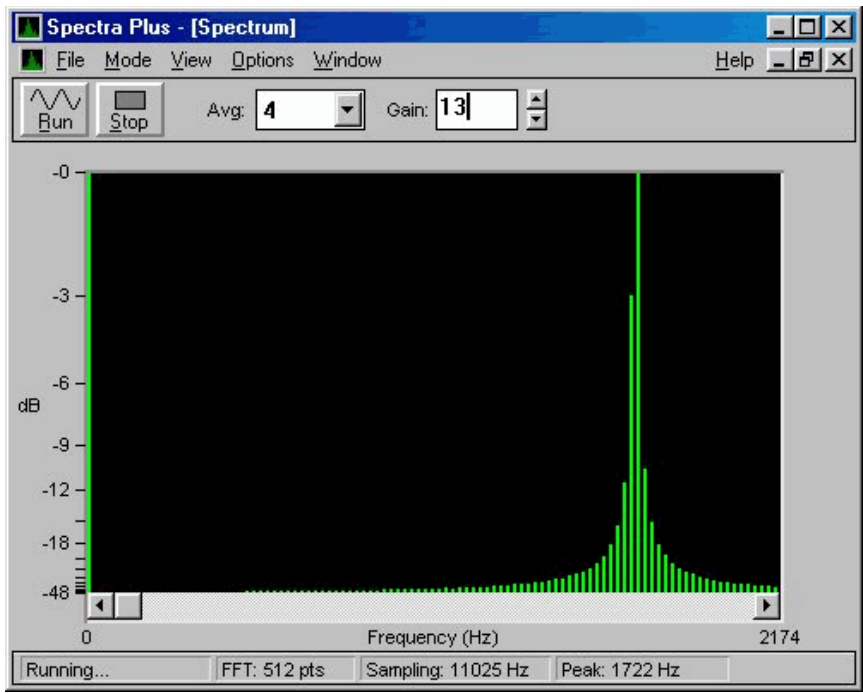 Spectra Plus - [Spectrum]
File Mode View Options Window Help
Run Stop Avg: 4 Gain: 13
-0
-3
-6
dB
-9
-12
-18
-48
0 Frequency (Hz) 2174
Running... FFT: 512 pts Sampling: 11025 Hz Peak: 1722 Hz